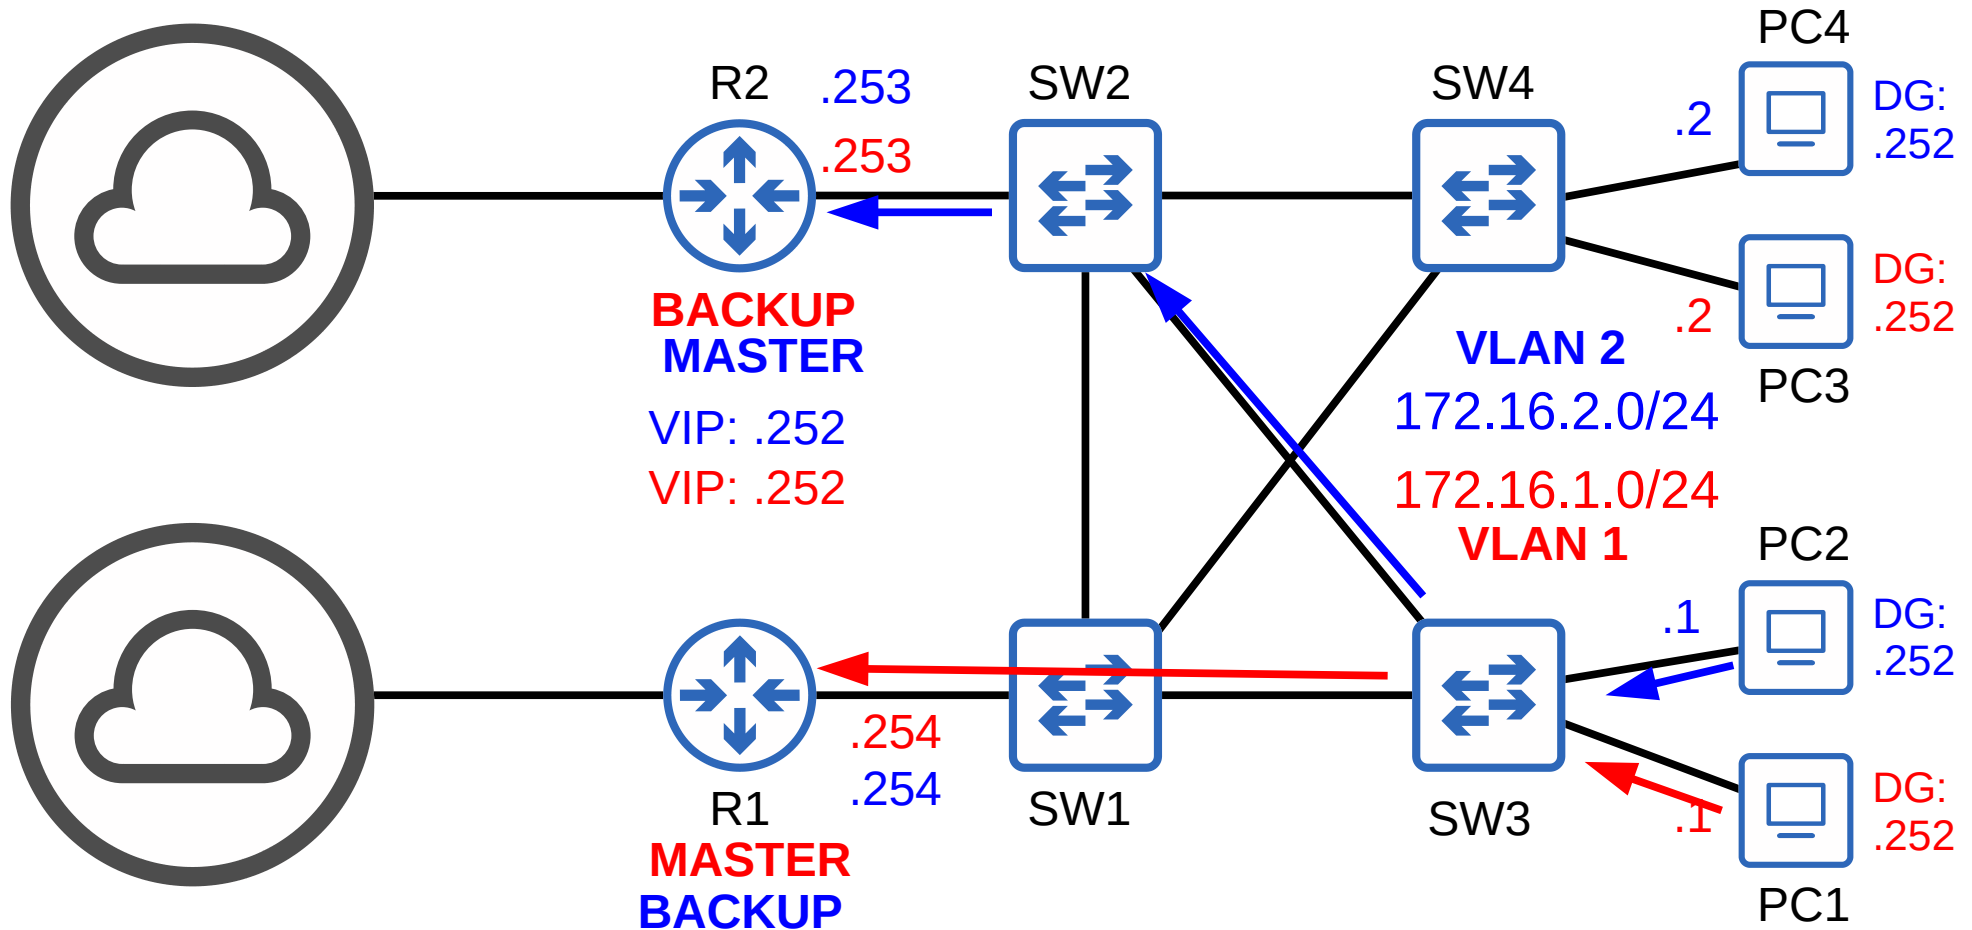 PC4
R2
.253
SW2
SW4
DG:
.252
.2
.253
DG:
.252
.2
BACKUP
MASTER
VLAN 2
PC3
VIP: .252
172.16.2.0/24
VIP: .252
172.16.1.0/24
VLAN 1
PC2
.1
DG:
.252
.254
.254
DG:
.252
R1
SW1
SW3
.1
MASTER
BACKUP
PC1